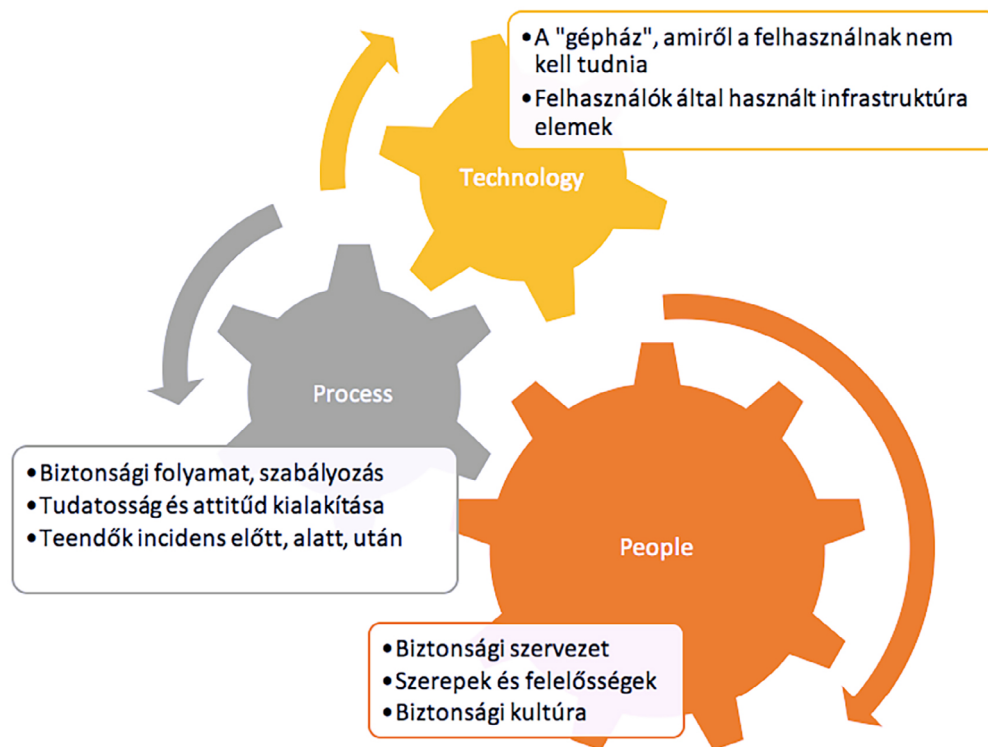 •A "gépház", amiről a felhasználnak nem
kell tudnia
•Felhasználók által használt infrastruktúra
elemek
Technology
Process
•Biztonsági folyamat, szabályozás
•Tudatosság és attitűd kialakítása
•Teendők incidens előtt, alatt, után
People
•Biztonsági szervezet
•Szerepek és felelősségek
•Biztonsági kultúra